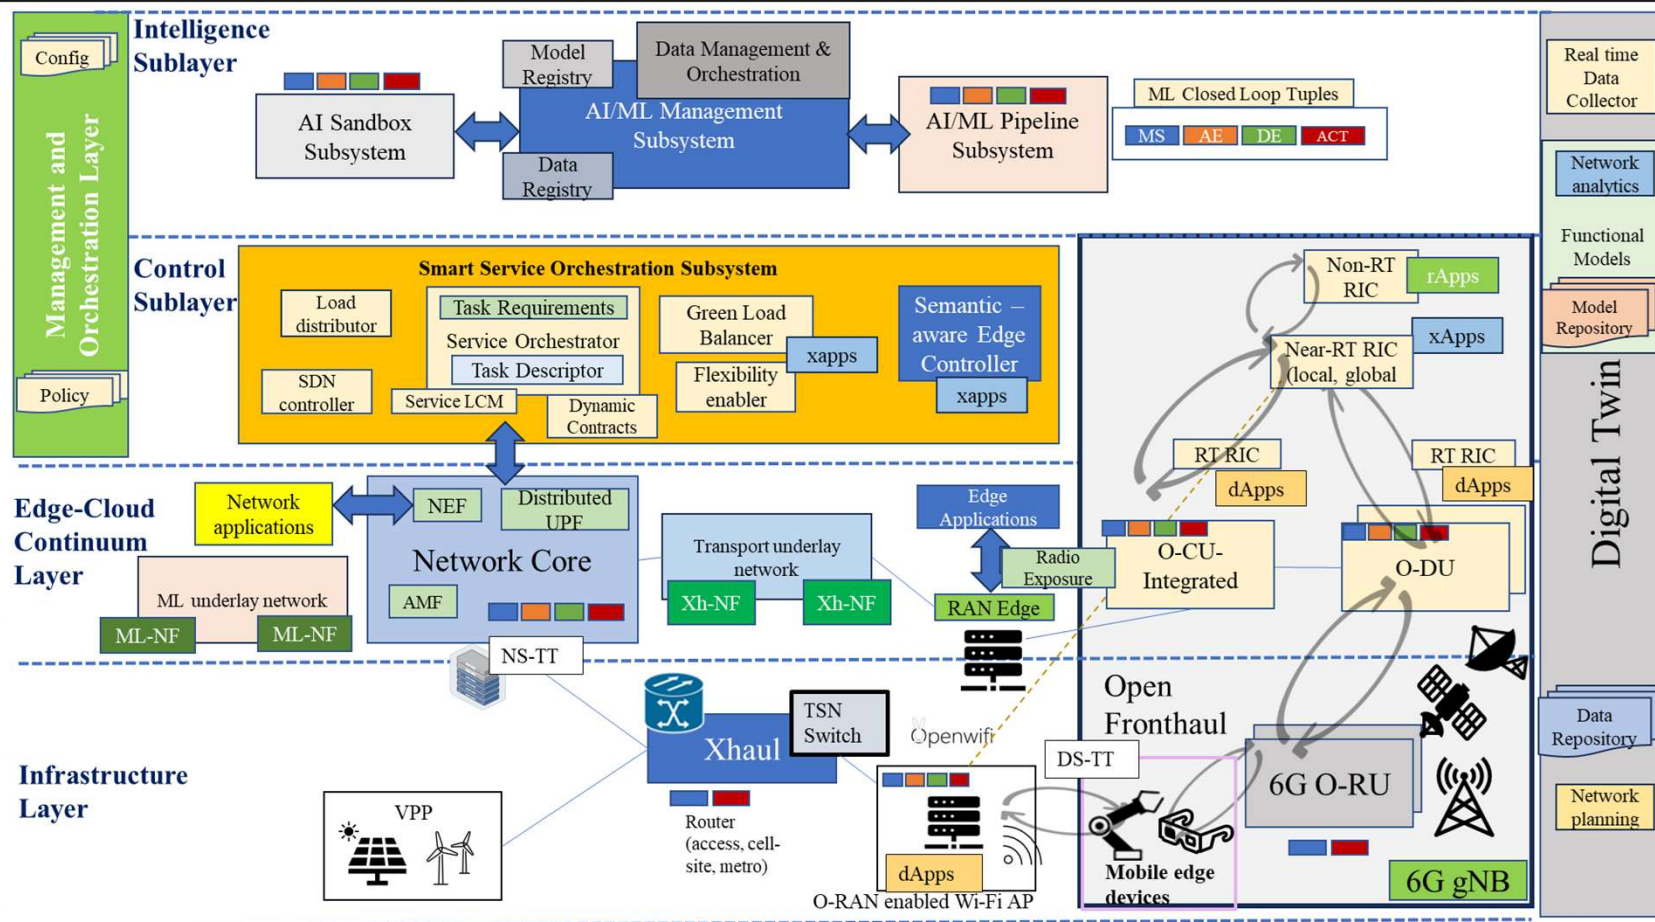 Config
Management and
Orchestration Layer
Policy
Intelligence
Sublayer
AI Sandbox
Subsystem
Model
Registry
Data Management &
Orchestration
AI/ML Management
Subsystem
Data
Registry
AI/ML Pipeline
Subsystem
ML Closed Loop Tuples
MS
AE
DE
ACT
Control
Sublayer
Smart Service Orchestration Subsystem
Load
distributor
SDN
controller
Task Requirements
Service Orchestrator
Task Descriptor
Service LCM
Dynamic
Contracts
Green Load
Balancer
xapps
Flexibility
enabler
Semantic –
aware Edge
Controller
xapps
Non-RT
RIC
rApps
xApps
Near-RT RIC
(local, global
RT RIC
dApps
RT RIC
dApps
Edge-Cloud
Continuum
Layer
Network
applications
NEF
Distributed
UPF
Network Core
AMF
ML underlay network
ML-NF
ML-NF
Transport underlay
network
Xh-NF
Xh-NF
Edge
Applications
Radio
Exposure
RAN Edge
O-CU-
Integrated
O-DU
NS-TT
Infrastructure
Layer
VPP
Xhaul
TSN
Switch
Router
(access, cell-
site, metro)
Openwifi
dApps
O-RAN enabled Wi-Fi AP
DS-TT
Mobile edge
devices
Open
Fronthaul
6G O-RU
6G gNB
Real time
Data
Collector
Network
analytics
Functional
Models
Model
Repository
Digital Twin
Data
Repository
Network
planning